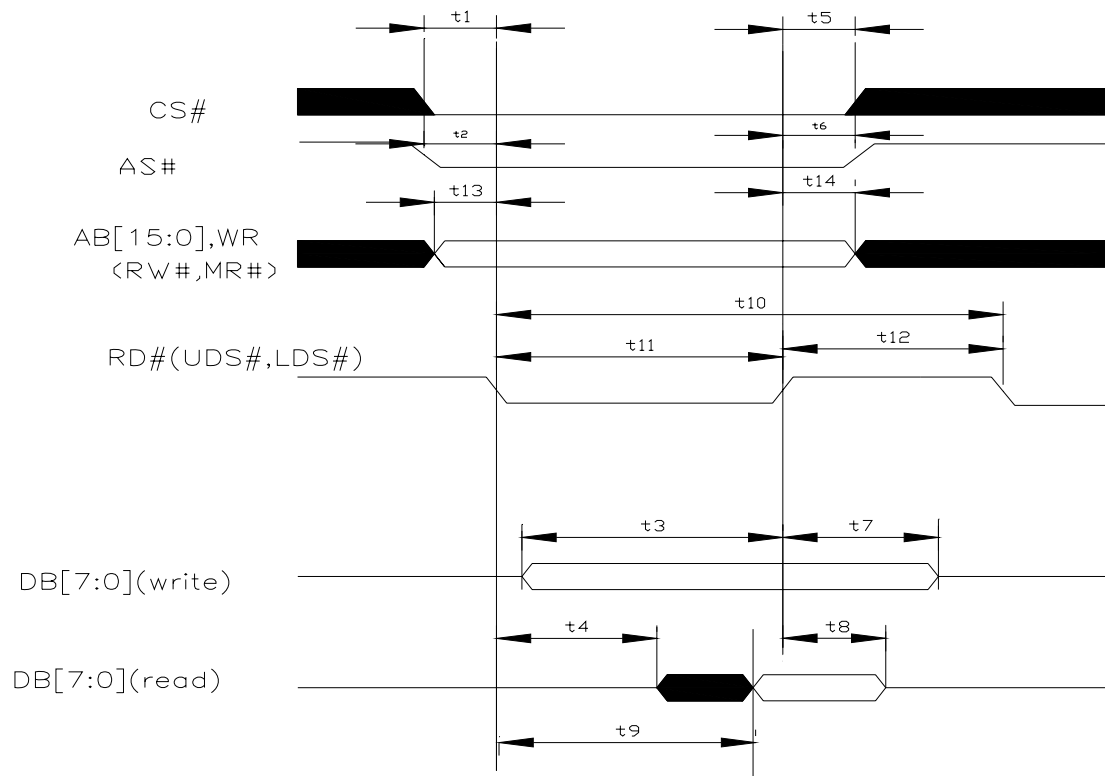 t1
t5
CS#
t2
t6
AS#
t13
t14
AB[15:0],WR
(RW#,MR#)
t10
t11
t12
RD#(UDS#,LDS#)
t3
t7
DB[7:0](write)
t4
t8
DB[7:0](read)
t9